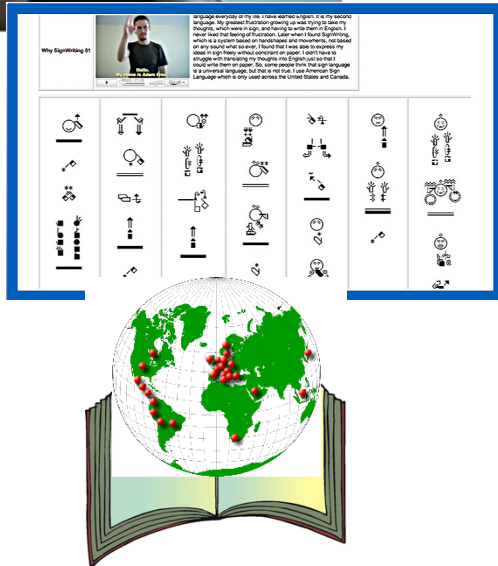 language everyday of my life. I have learned English, it is my second
language. My greatest frustration growing up was trying to take my
thoughts, which were in sign, and having to write them in English. I
never liked that feeling of frustration. Later when I found SignWriting,
which is a system based on handshapes and movements, not based
on any sound what so ever, I found that I was able to express my
ideas in sign freely without constraint on paper. I didn't have to
struggle with translating my thoughts into English just so that I
could write them on paper. So, some people think that sign language
is a universal language, but that is not true. I use American Sign
Language which is only used across the United States and Canada.
Why SignWriting 01
Hello,
My name is Adam Frost